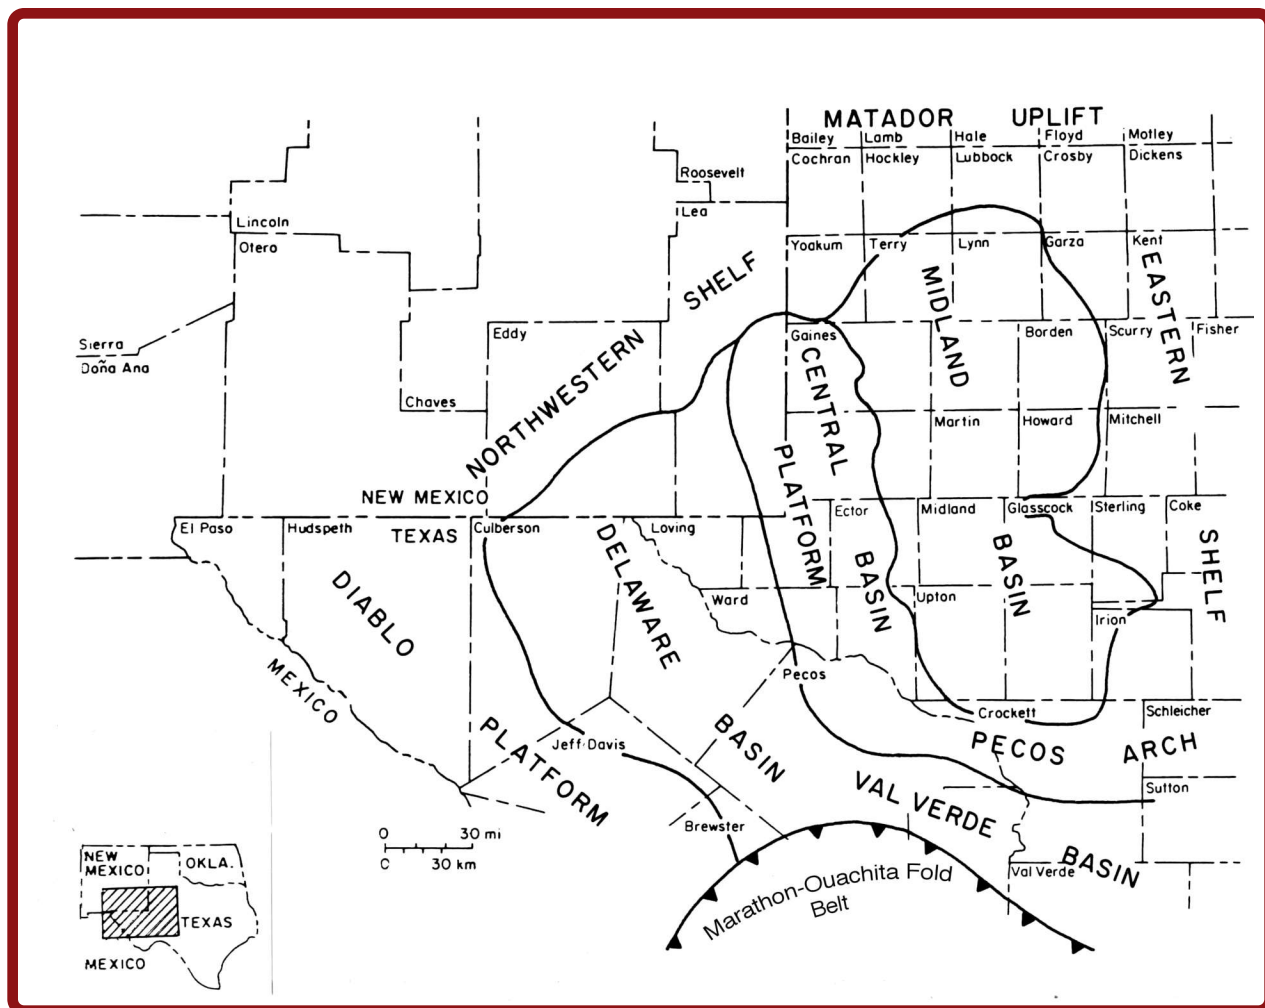 MATADOR UPLIFT
Bailey Lamb Hale Floyd Motley
Cochran Hockley Lubbock Crosby Dickens
Roosevelt
Lea
Lincoln
Otero
Yoakum Terry Lynn Garza Kent
SHELF
MIDLAND
EASTERN
Sierra
Doña Ana
Eddy
Gaines
Borden Scurry Fisher
NORTHWESTERN
CENTRAL
Chaves
Martin Howard Mitchell
PLATFORM
NEW MEXICO
El Paso Hudspeth TEXAS Culberson Loving
Ector Midland Glasscock Sterling Coke
DELAWARE
BASIN
BASIN
SHELF
DIABLO
Ward
Upton
Irion
MEXICO
Pecos
Crockett
Schleicher
PLATFORM
Jeff Davis
BASIN
PECOS ARCH
Sutton
VAL VERDE
BASIN
Brewster
0 30 mi
0 30 km
Val Verde
Marathon-Ouachita Fold
Belt
NEW
MEXICO
OKLA.
TEXAS
MEXICO